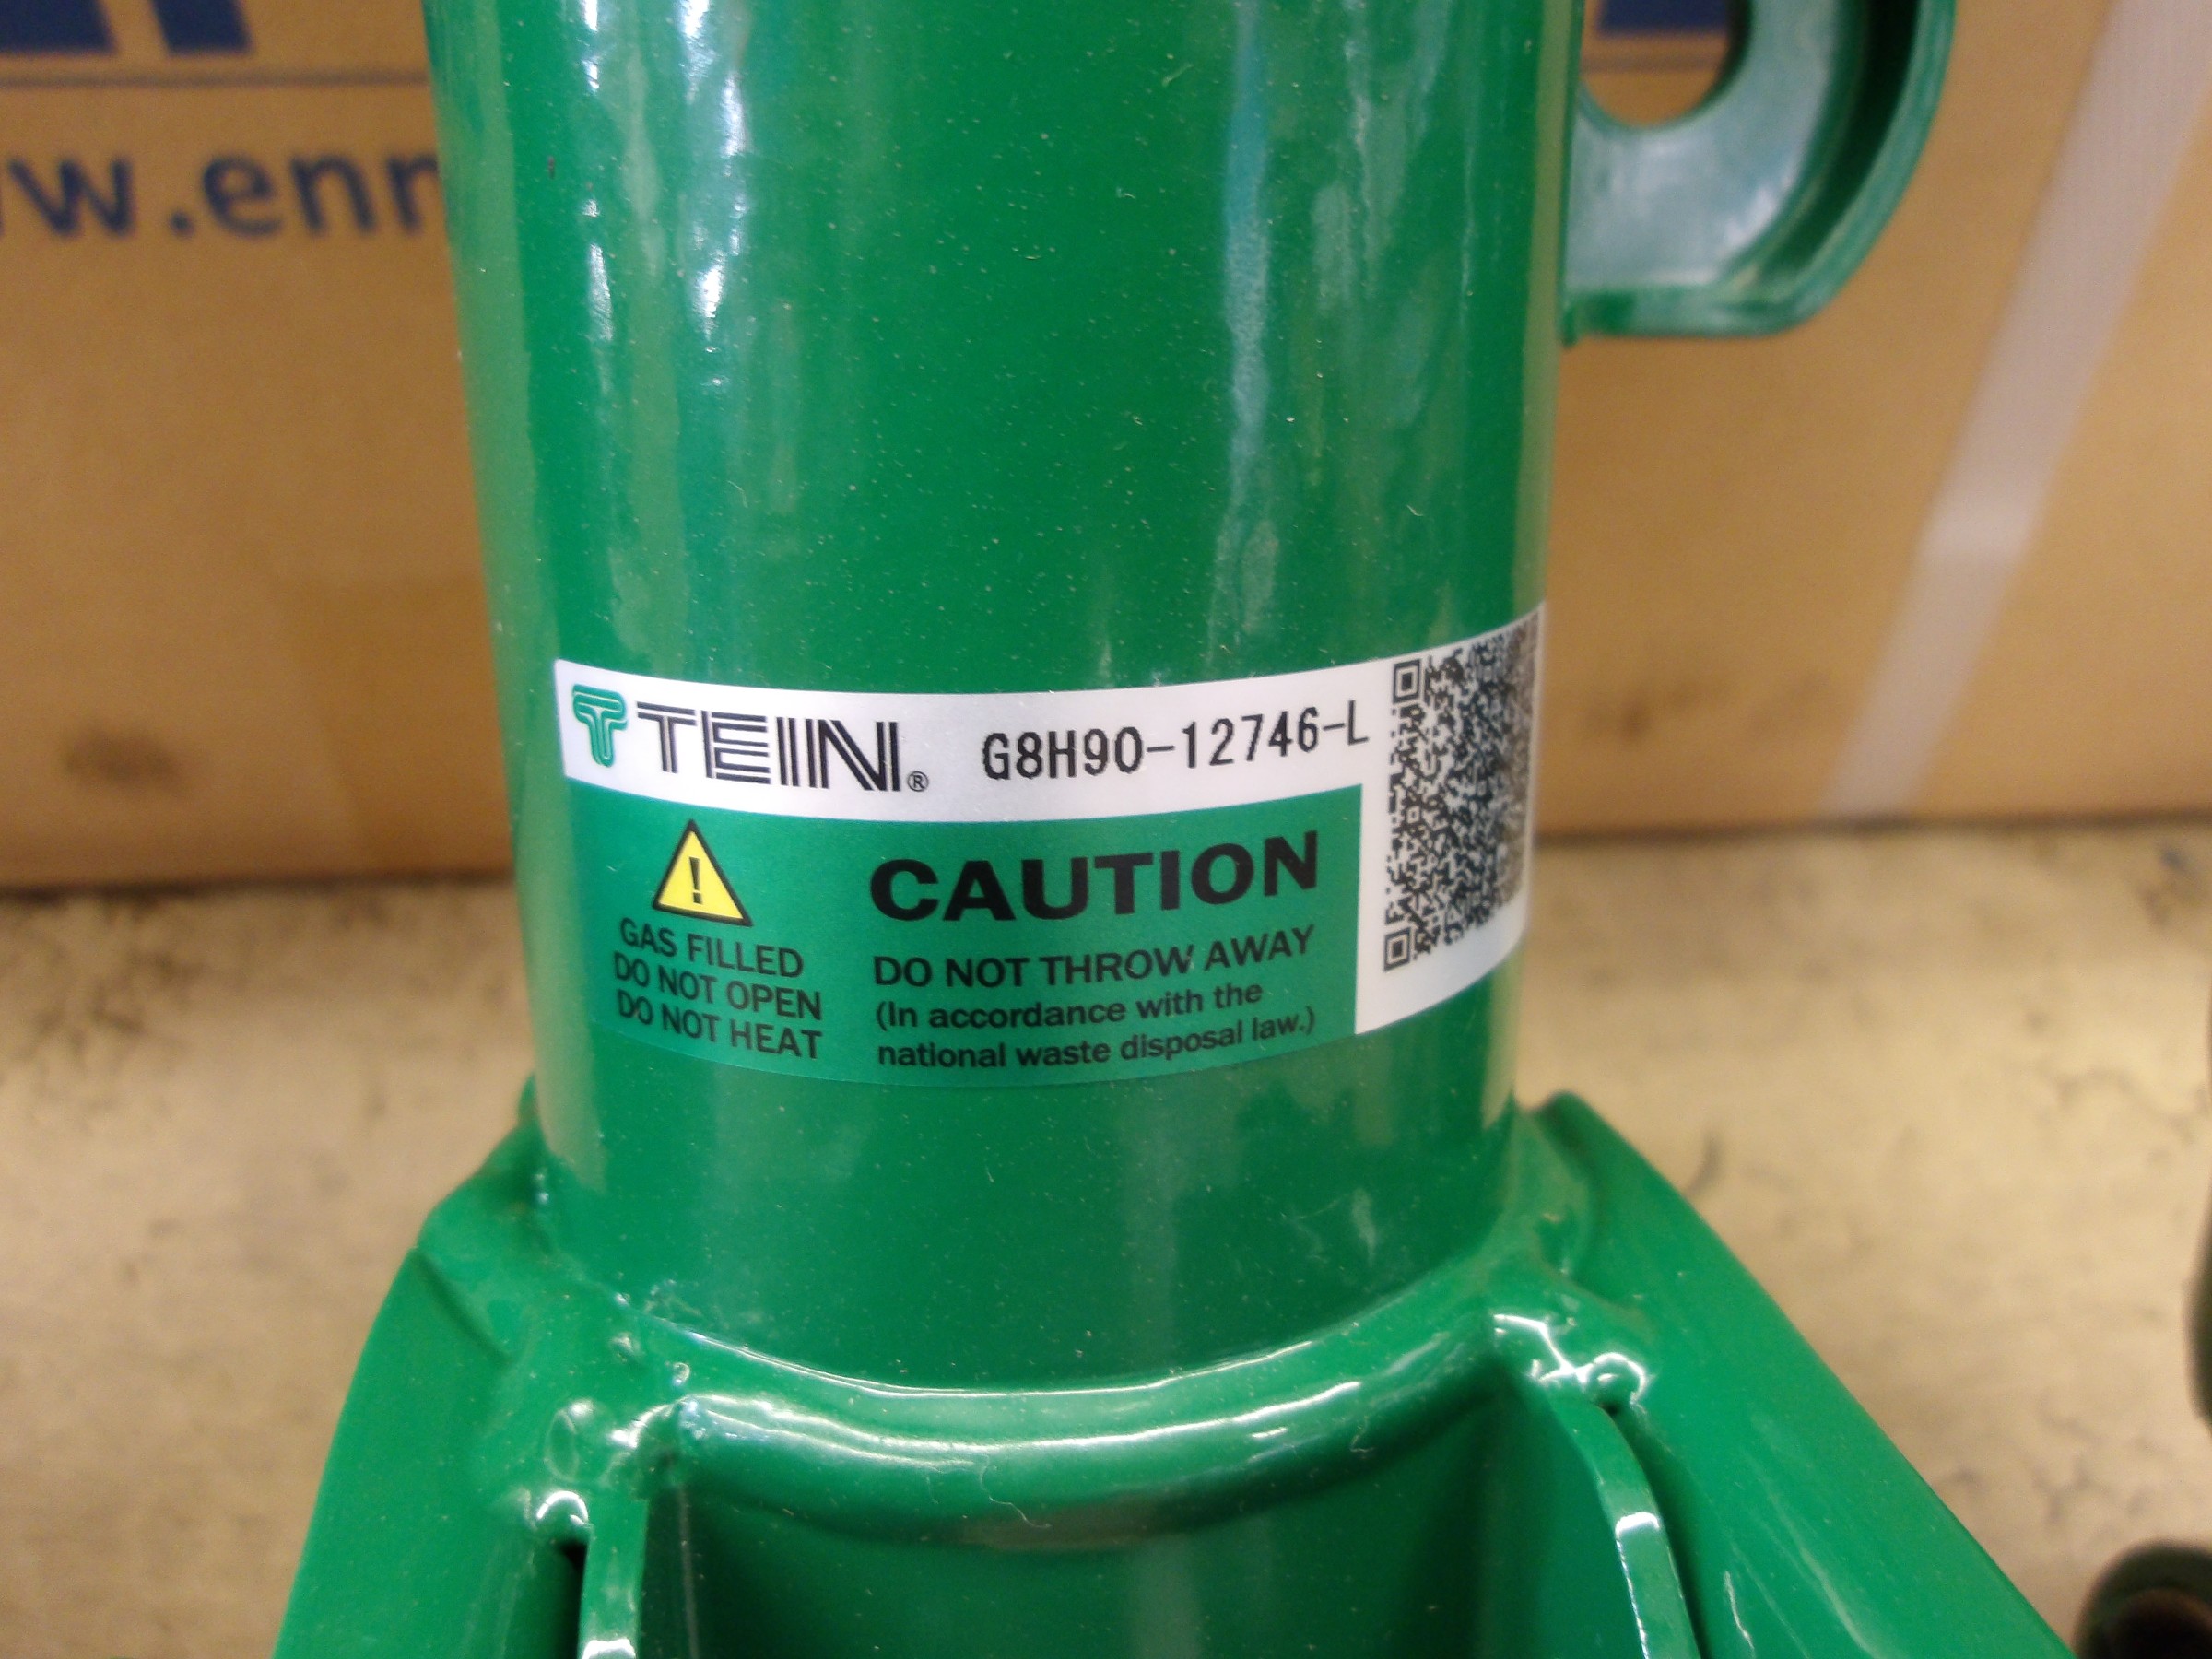 TEIN® G8H90-12746-L
CAUTION
GAS FILLED
DO NOT OPEN
DO NOT HEAT
DO NOT THROW AWAY
(In accordance with the
national waste disposal law.)